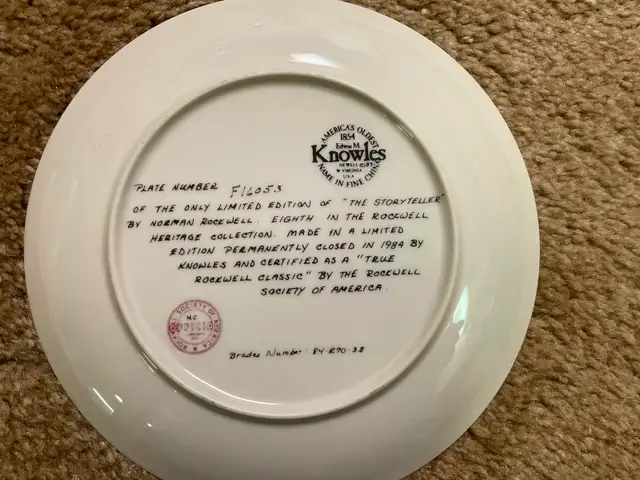 AMERICA'S OLDEST
1854
Edwin M.
Knowles
NEWELL
W. VIRGINIA
U.S.A.
NAME IN FINE CHINA
PLATE NUMBER F16053
OF THE ONLY LIMITED EDITION OF "THE STORYTELLER"
BY NORMAN ROCKWELL. EIGHTH IN THE ROCKWELL
HERITAGE COLLECTION. MADE IN A LIMITED
EDITION PERMANENTLY CLOSED IN 1984 BY
KNOWLES AND CERTIFIED AS A "TRUE
ROCKWELL CLASSIC" BY THE ROCKWELL
SOCIETY OF AMERICA
SOCIETY OF
Bradex Number: 84-R70-3.8